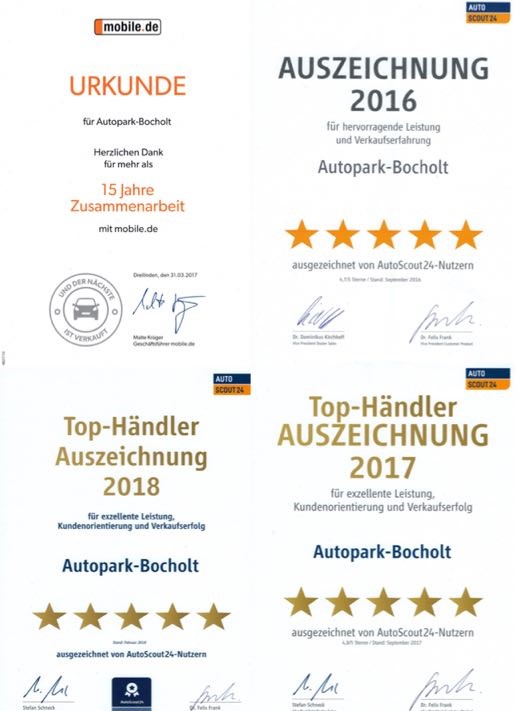 mobile.de
URKUNDE
für Autopark-Bocholt
Herzlichen Dank
für mehr als
15 Jahre
Zusammenarbeit
mit mobile.de
Dreilinden, den 31.03.2017
UND DER NÄCHSTE
IST VERKAUFT
Malte Krüger
Geschäftsführer mobile.de
AUTO
SCOUT24
AUSZEICHNUNG
2016
für hervorragende Leistung
und Verkaufserfahrung
Autopark-Bocholt
ausgezeichnet von AutoScout24-Nutzern
4,7/5 Sterne / Stand: September 2016
Dr. Dominikus Kirchhoff
Vice President Dealer Sales
Dr. Felix Frank
Vice President Customer Product
AUTO
SCOUT24
Top-Händler
Auszeichnung
2018
für exzellente Leistung,
Kundenorientierung und Verkaufserfolg
Autopark-Bocholt
Stand: Februar 2018
ausgezeichnet von AutoScout24-Nutzern
Stefan Schneck
AutoScout24
Dr. Felix Frank
AUTO
SCOUT24
Top-Händler
AUSZEICHNUNG
2017
für exzellente Leistung,
Kundenorientierung und Verkaufserfolg
Autopark-Bocholt
ausgezeichnet von AutoScout24-Nutzern
4.9/5 Sterne / Stand: September 2017
Stefan Schneck
Dr. Felix Frank